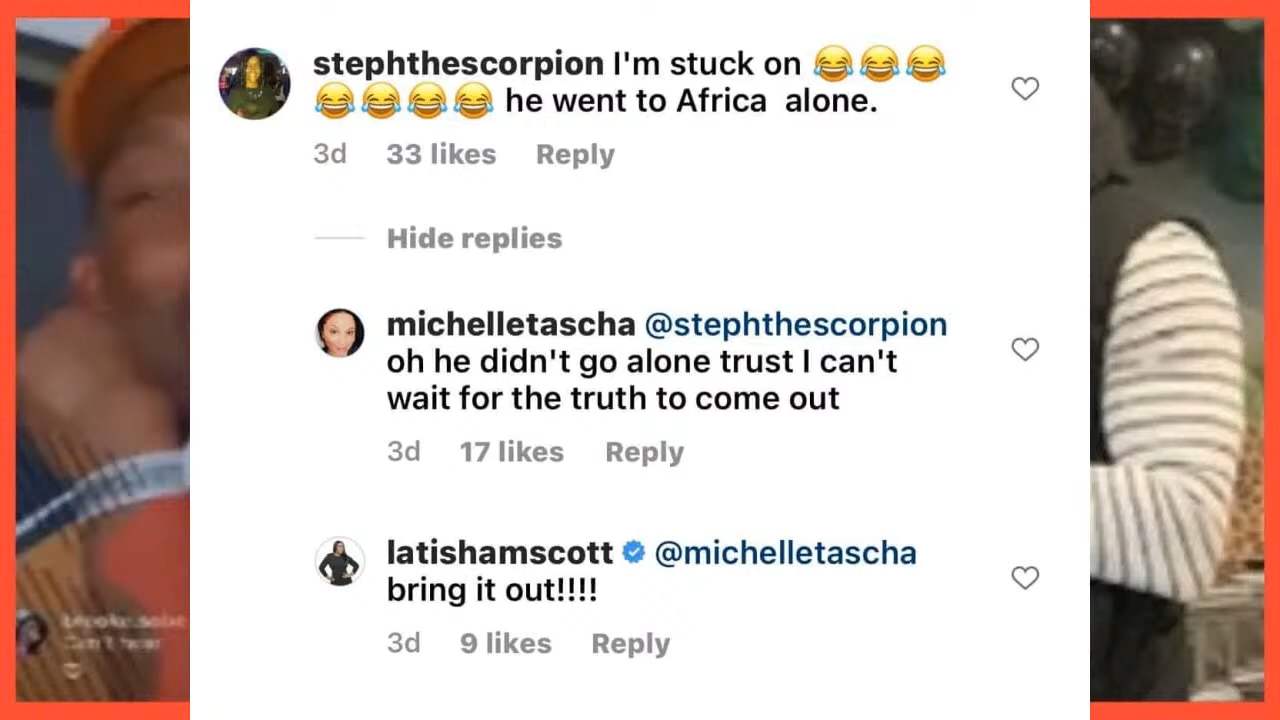 stephthescorpion I'm stuck on 😂😂😂
😂😂😂😂 he went to Africa alone.
3d 33 likes Reply
Hide replies
michelletascha @stephthescorpion
oh he didn't go alone trust I can't
wait for the truth to come out
3d 17 likes Reply
latishamscott @michelletascha
bring it out!!!!
3d 9 likes Reply